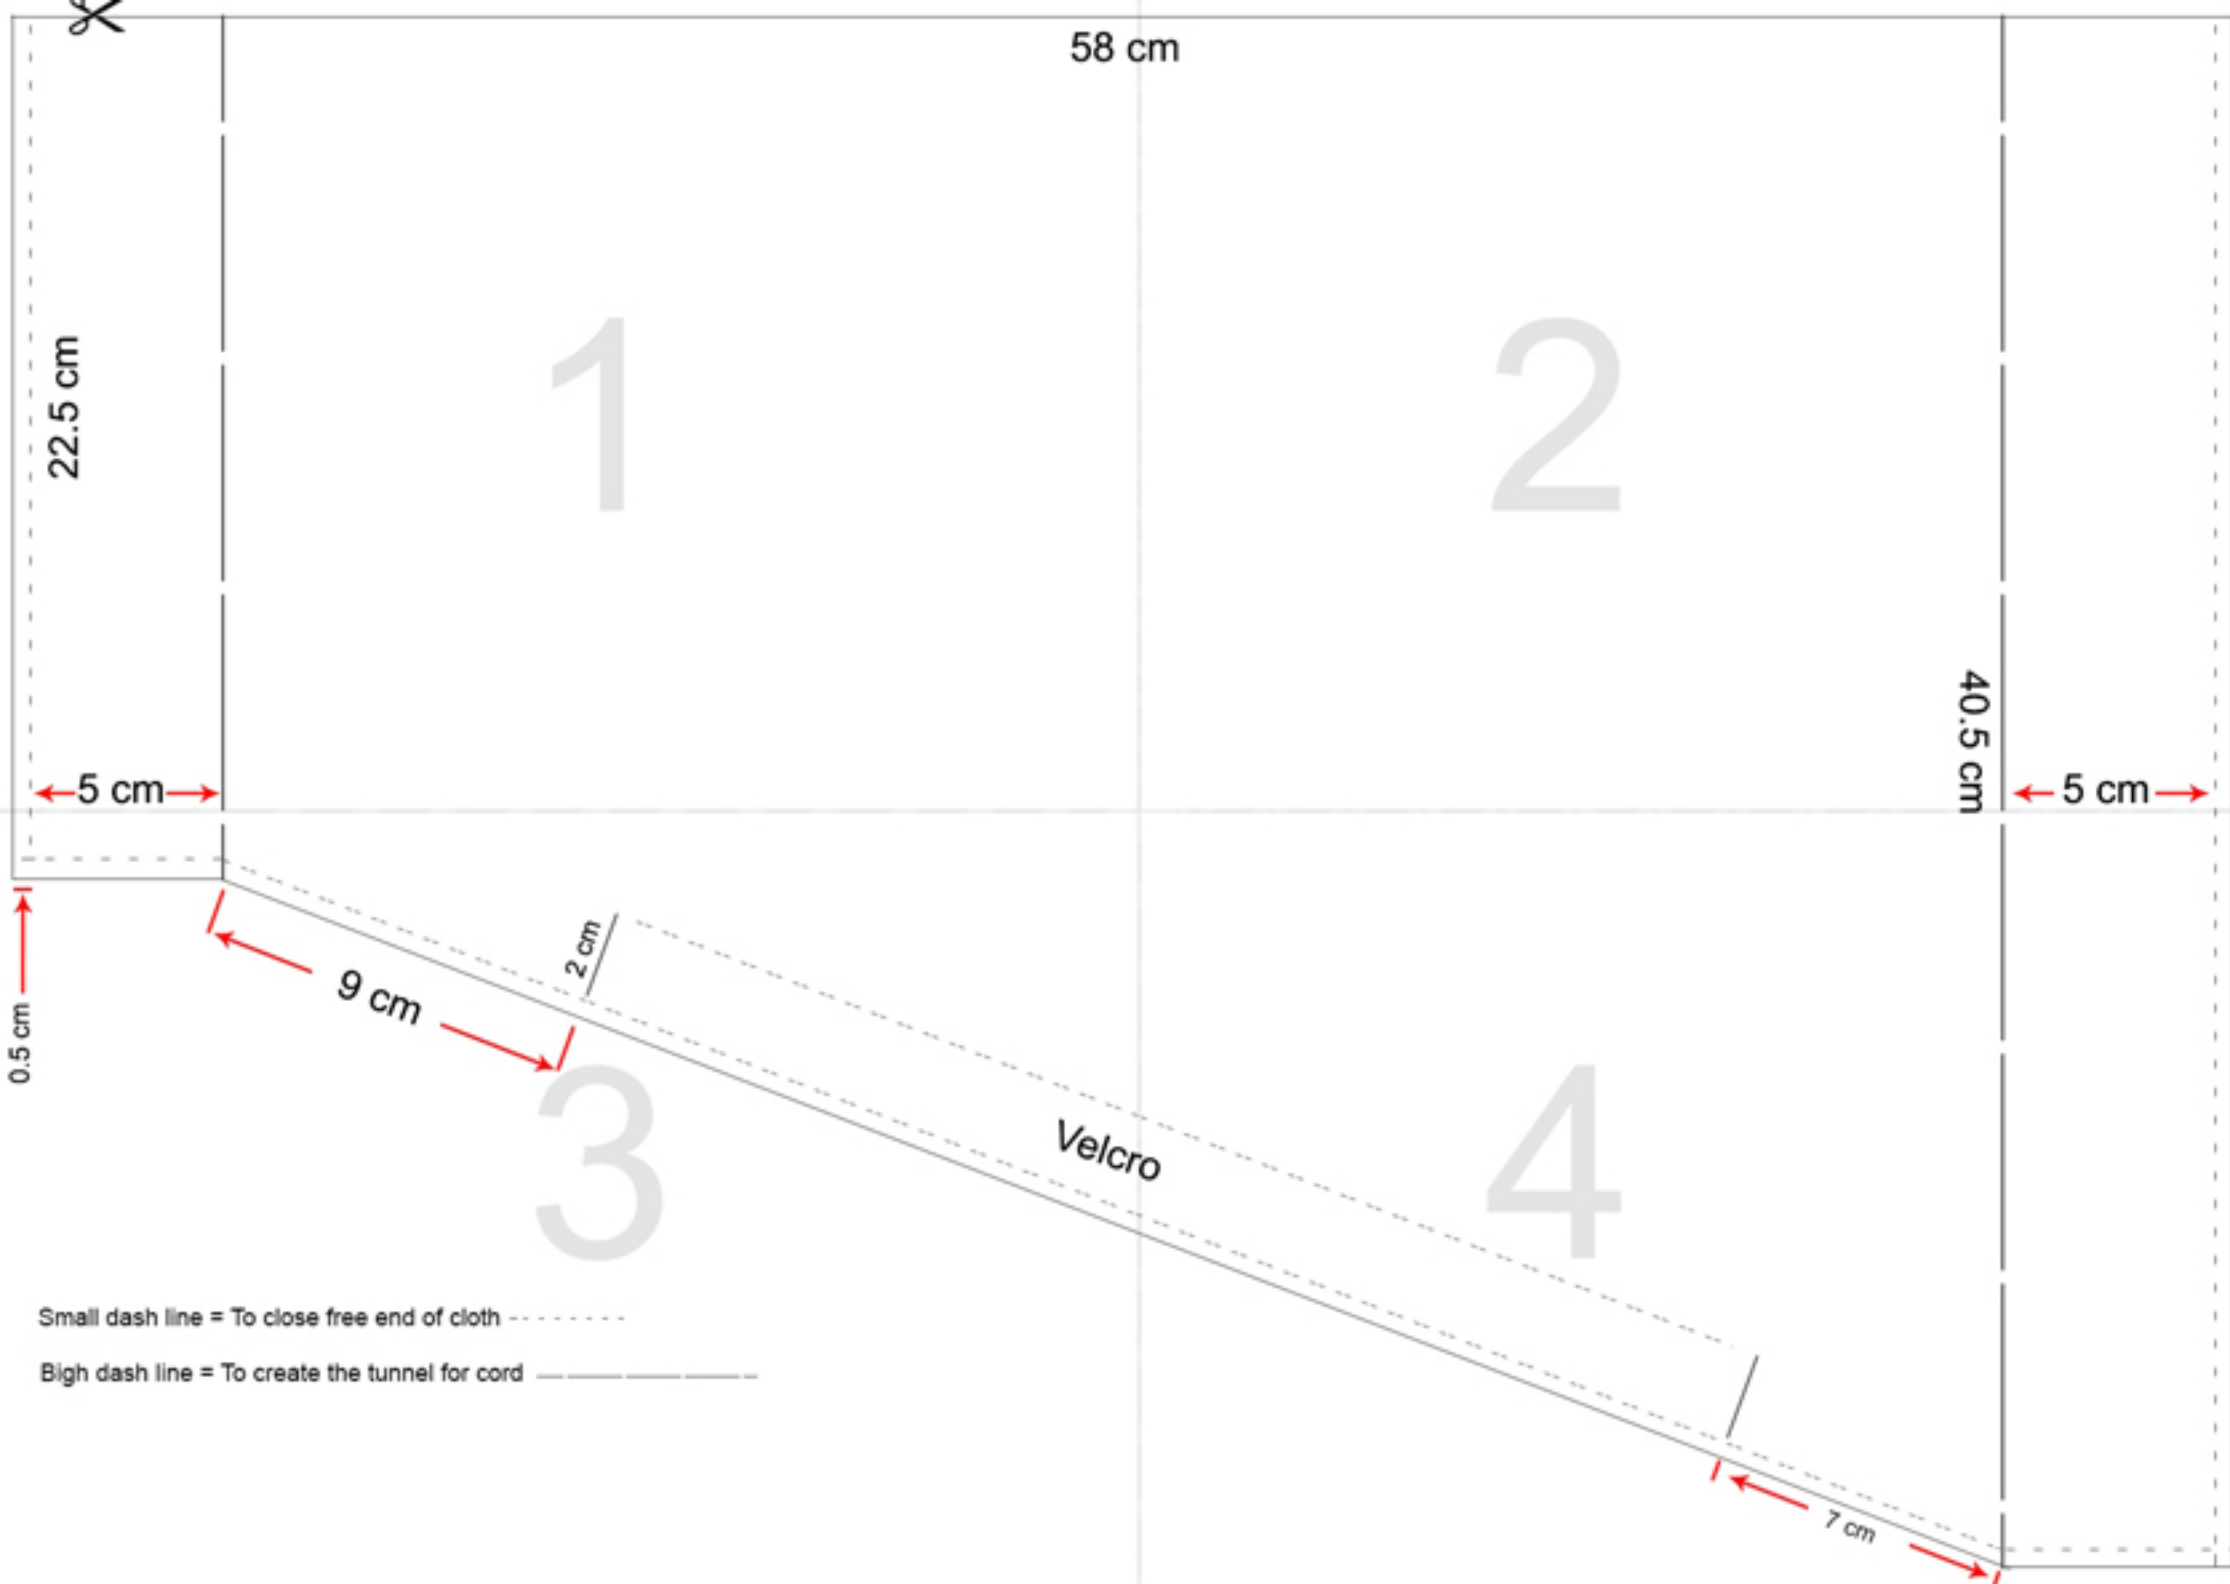 58 cm
1
2
22.5 cm
40.5 cm
5 cm
5 cm
2 cm
9 cm
0.5 cm
3
Velcro
4
Small dash line = To close free end of cloth
Bigh dash line = To create the tunnel for cord
7 cm